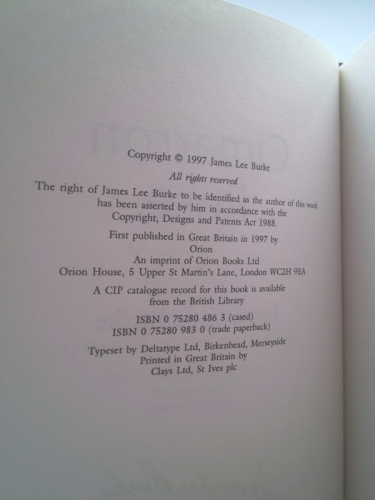 Copyright © 1997 James Lee Burke
All rights reserved
The right of James Lee Burke to be identified as the author of this work
has been asserted by him in accordance with the
Copyright, Designs and Patents Act 1988.
First published in Great Britain in 1997 by
Orion
An imprint of Orion Books Ltd
Orion House, 5 Upper St Martin's Lane, London WC2H 9EA
A CIP catalogue record for this book is available
from the British Library
ISBN 0 75280 486 3 (cased)
ISBN 0 75280 983 0 (trade paperback)
Typeset by Deltatype Ltd, Birkenhead, Merseyside
Printed in Great Britain by
Clays Ltd, St Ives plc